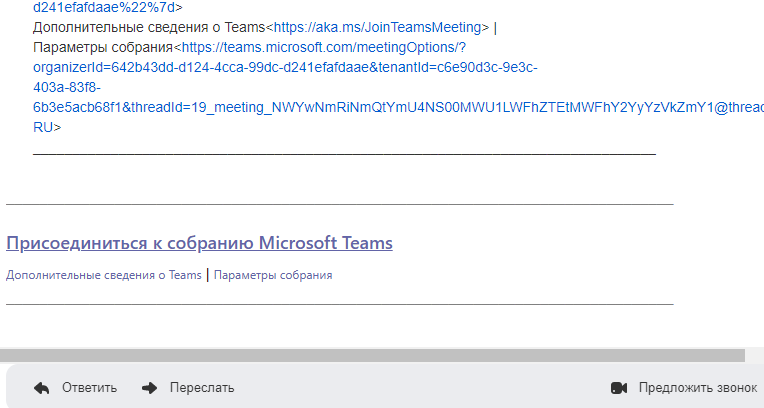 d241efafdaae%22%7d>
Дополнительные сведения о Teams<https://aka.ms/JoinTeamsMeeting> |
Параметры собрания<https://teams.microsoft.com/meetingOptions/?
organizerId=642b43dd-d124-4cca-99dc-d241efafdaae&tenantId=c6e90d3c-9e3c-
403a-83f8-
6b3e5acb68f1&threadId=19_meeting_NWYwNmRiNmQtYmU4NS00MWU1LWFhZTEtMWFhY2YyYzVkZmY1@thread
RU>
Присоединиться к собранию Microsoft Teams
Дополнительные сведения о Teams | Параметры собрания
Ответить Переслать Предложить звонок